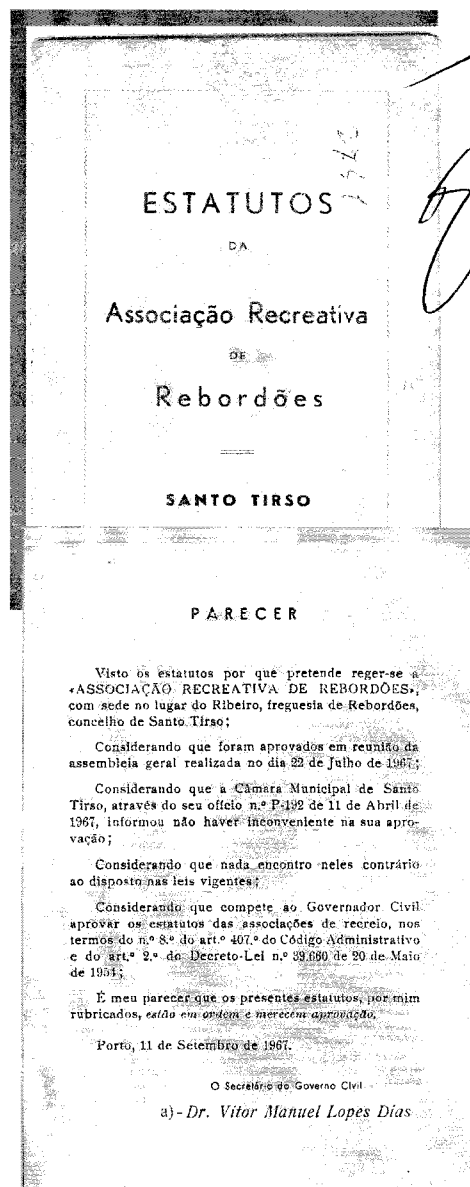 ESTATUTOS
DA
Associação Recreativa
DE
Rebordões
SANTO TIRSO
PARECER
Visto os estatutos por que pretende reger-se a
«ASSOCIAÇÃO RECREATIVA DE REBORDÕES»,
com sede no lugar do Ribeiro, freguesia de Rebordões,
concelho de Santo Tirso;
Considerando que foram aprovados em reunião da
assembleia geral realizada no dia 22 de Julho de 1967;
Considerando que a Câmara Municipal de Santo
Tirso, através do seu ofício n.º P-192 de 11 de Abril de
1967, informou não haver inconveniente na sua apro-
vação;
Considerando que nada encontro neles contrário
ao disposto nas leis vigentes;
Considerando que compete ao Governador Civil
aprovar os estatutos das associações de recreio, nos
termos do n.º 8.º do art.º 407.º do Código Administrativo
e do art.º 2.º do Decreto-Lei n.º 39.660 de 20 de Maio
de 1954;
É meu parecer que os presentes estatutos, por mim
rubricados, estão em ordem e merecem aprovação.
Porto, 11 de Setembro de 1967.
O Secretário do Governo Civil
a)-Dr. Vítor Manuel Lopes Dias